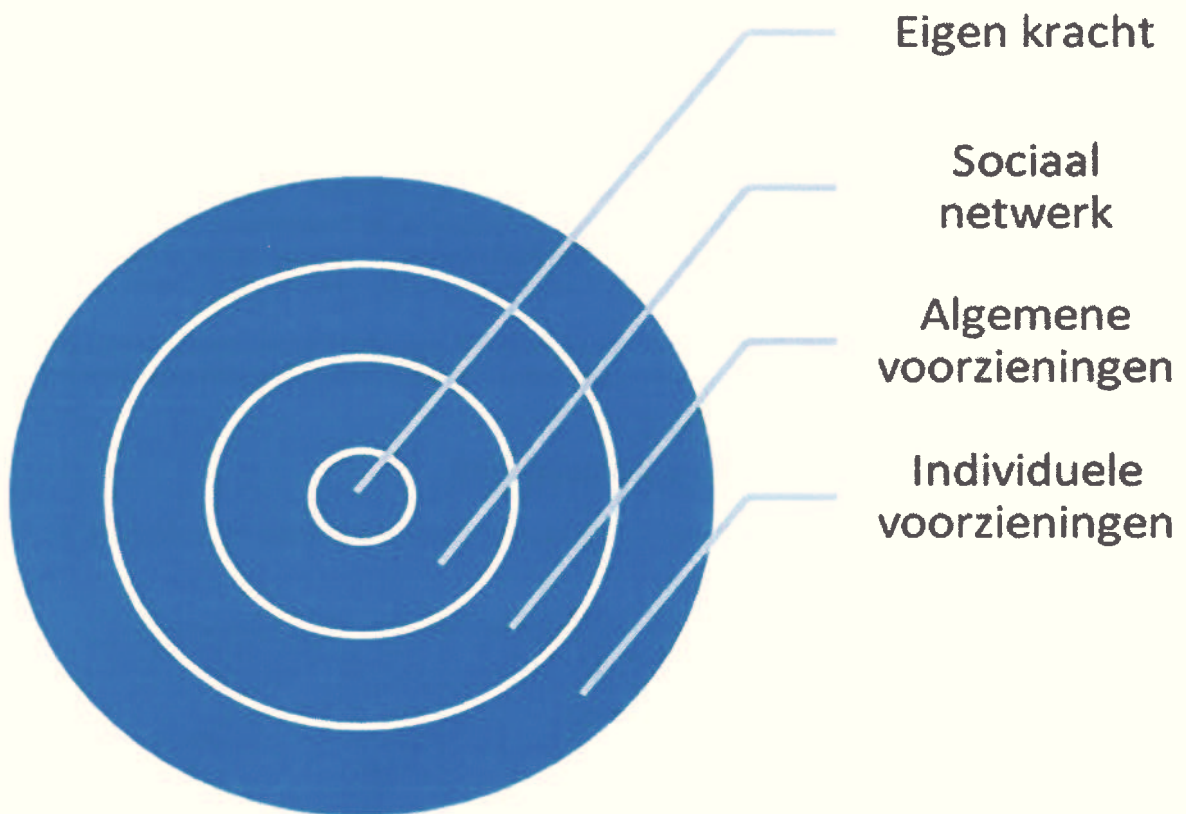 Eigen kracht
Sociaal
netwerk
Algemene
voorzieningen
Individuele
voorzieningen